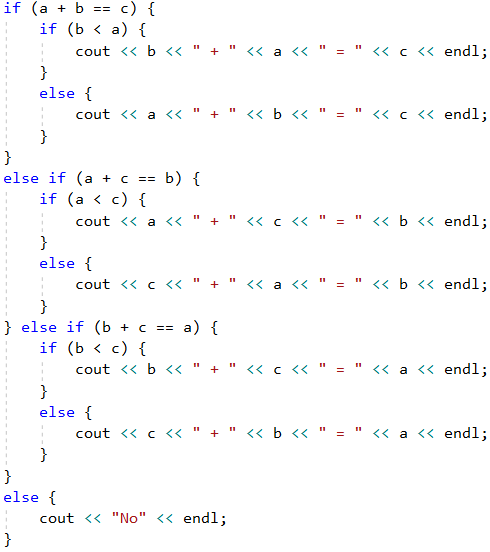 if (a + b == c) {
    if (b < a) {
        cout << b << " + " << a << " = " << c << endl;
    }
    else {
        cout << a << " + " << b << " = " << c << endl;
    }
}
else if (a + c == b) {
    if (a < c) {
        cout << a << " + " << c << " = " << b << endl;
    }
    else {
        cout << c << " + " << a << " = " << b << endl;
    }
} else if (b + c == a) {
    if (b < c) {
        cout << b << " + " << c << " = " << a << endl;
    }
    else {
        cout << c << " + " << b << " = " << a << endl;
    }
}
else {
    cout << "No" << endl;
}